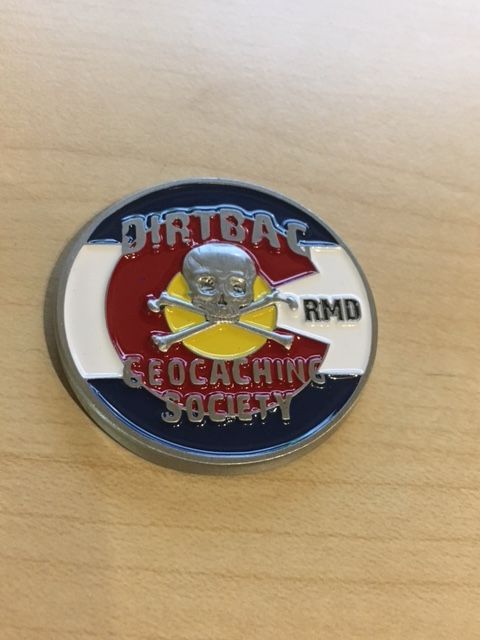 DIRTBAG
RMD
GEOCACHING
SOCIETY